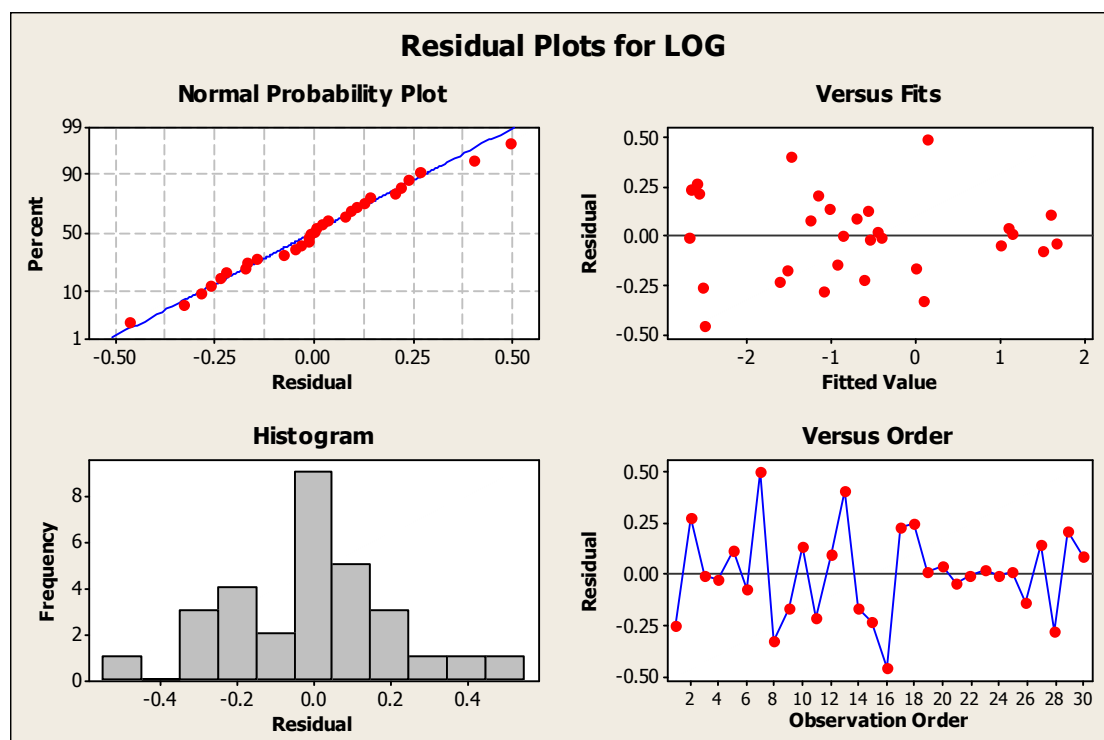 Residual Plots for LOG
Normal Probability Plot
Percent
99
90
50
10
1
-0.50 -0.25 0.00 0.25 0.50
Residual
Versus Fits
Residual
0.50
0.25
0.00
-0.25
-0.50
-2 -1 0 1 2
Fitted Value
Histogram
Frequency
8
6
4
2
0
-0.4 -0.2 0.0 0.2 0.4
Residual
Versus Order
Residual
0.50
0.25
0.00
-0.25
-0.50
2 4 6 8 10 12 14 16 18 20 22 24 26 28 30
Observation Order